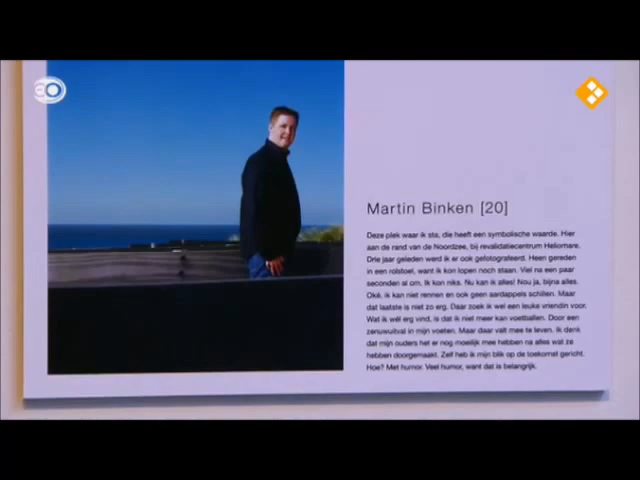 Martin Binken [20]
Deze plek waar ik sta, die heeft een symbolische waarde. Hier
aan de rand van de Noordzee, bij revalidatiecentrum Heliomare.
Drie jaar geleden werd ik er ook gefotografeerd. Heen gereden
in een rolstoel, want ik kon lopen noch staan. Viel na een paar
seconden al om. Ik kon niks. Nu kan ik alles! Nou ja, bijna alles.
Oké, ik kan niet rennen en ook geen aardappels schillen. Maar
dat laatste is niet zo erg. Daar zoek ik wel een leuke vriendin voor.
Wat ik wél erg vind, is dat ik niet meer kan voetballen. Door een
zenuwuitval in mijn voeten. Maar daar valt mee te leven. Ik denk
dat mijn ouders het er nog moeilijk mee hebben na alles wat ze
hebben doorgemaakt. Zelf heb ik mijn blik op de toekomst gericht.
Hoe? Met humor. Veel humor, want dat is belangrijk.